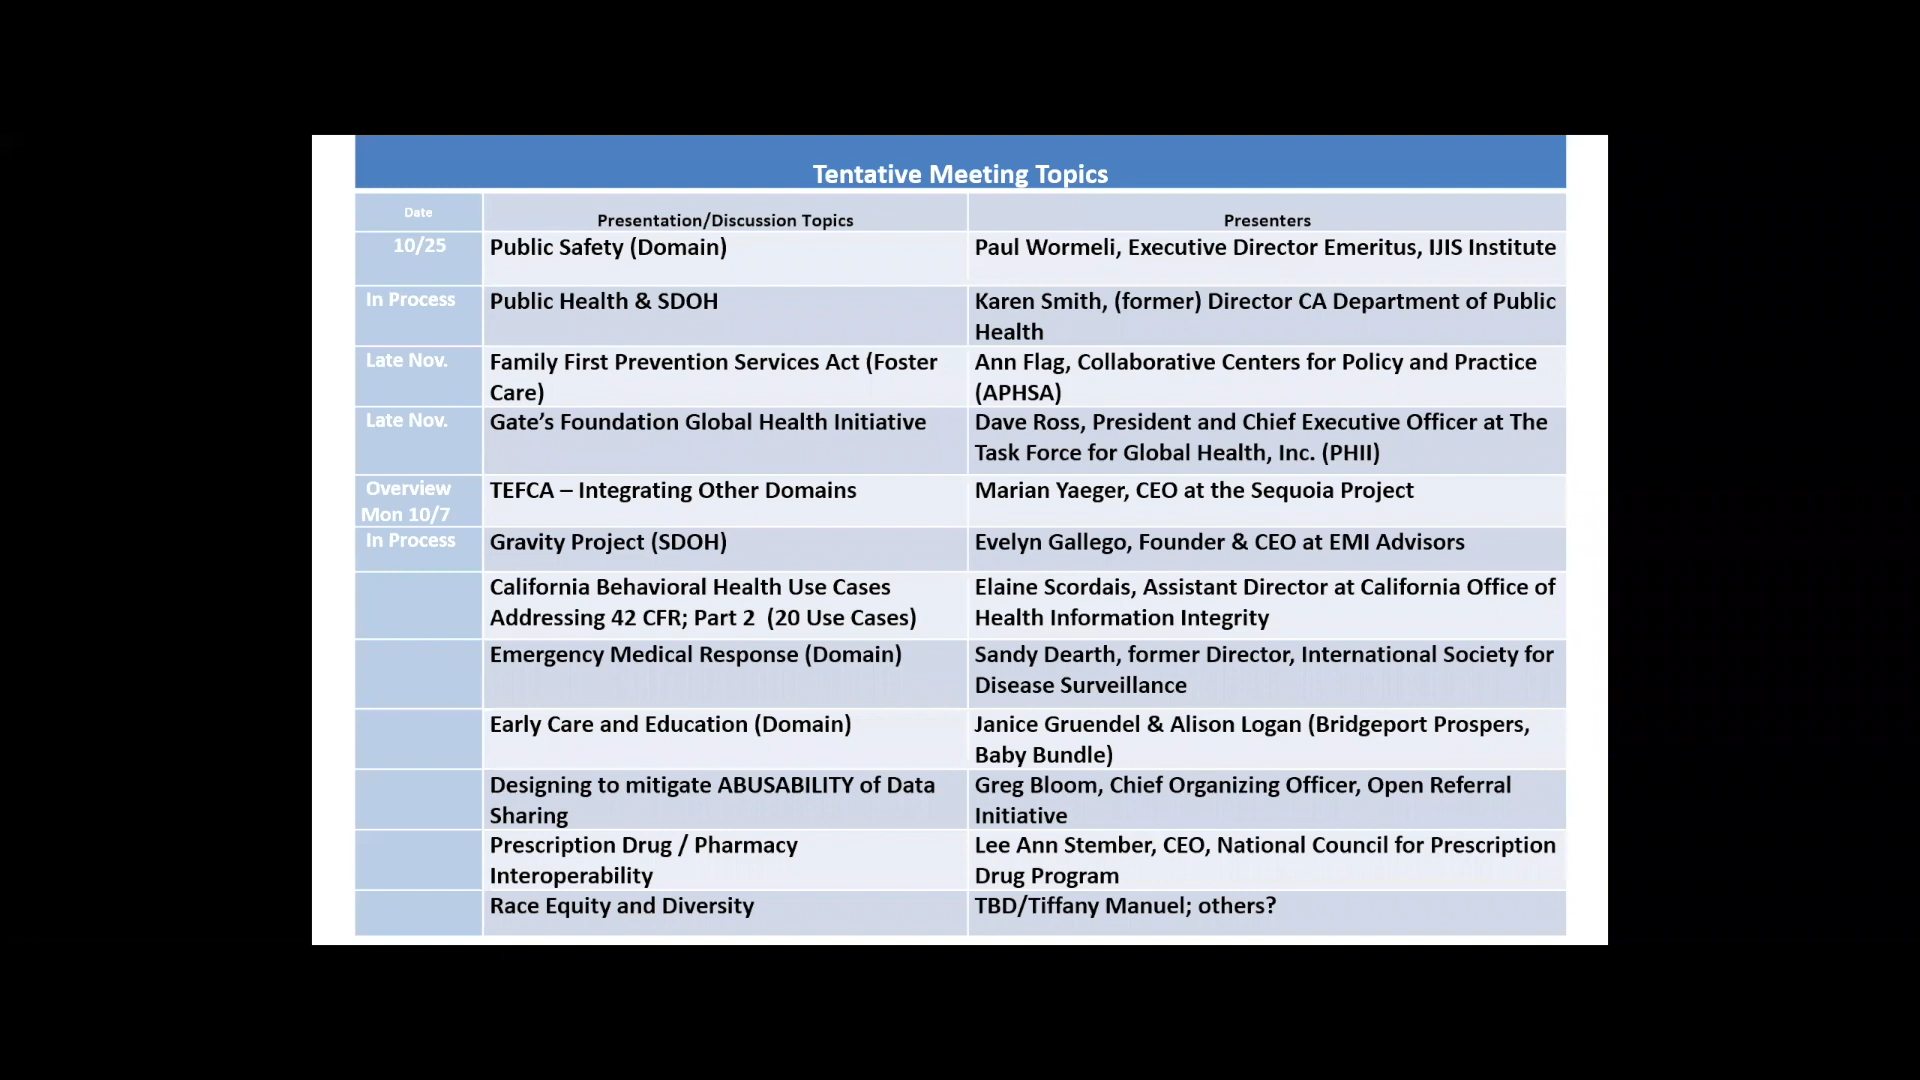 Tentative Meeting Topics
Date
Presentation/Discussion Topics
Presenters
10/25
Public Safety (Domain)
Paul Wormeli, Executive Director Emeritus, IJIS Institute
In Process
Public Health & SDOH
Karen Smith, (former) Director CA Department of Public
Health
Late Nov.
Family First Prevention Services Act (Foster
Care)
Ann Flag, Collaborative Centers for Policy and Practice
(APHSA)
Late Nov.
Gate’s Foundation Global Health Initiative
Dave Ross, President and Chief Executive Officer at The
Task Force for Global Health, Inc. (PHII)
Overview
Mon 10/7
TEFCA – Integrating Other Domains
Marian Yaeger, CEO at the Sequoia Project
In Process
Gravity Project (SDOH)
Evelyn Gallego, Founder & CEO at EMI Advisors
California Behavioral Health Use Cases
Addressing 42 CFR; Part 2  (20 Use Cases)
Elaine Scordais, Assistant Director at California Office of
Health Information Integrity
Emergency Medical Response (Domain)
Sandy Dearth, former Director, International Society for
Disease Surveillance
Early Care and Education (Domain)
Janice Gruendel & Alison Logan (Bridgeport Prospers,
Baby Bundle)
Designing to mitigate ABUSABILITY of Data
Sharing
Greg Bloom, Chief Organizing Officer, Open Referral
Initiative
Prescription Drug / Pharmacy
Interoperability
Lee Ann Stember, CEO, National Council for Prescription
Drug Program
Race Equity and Diversity
TBD/Tiffany Manuel; others?